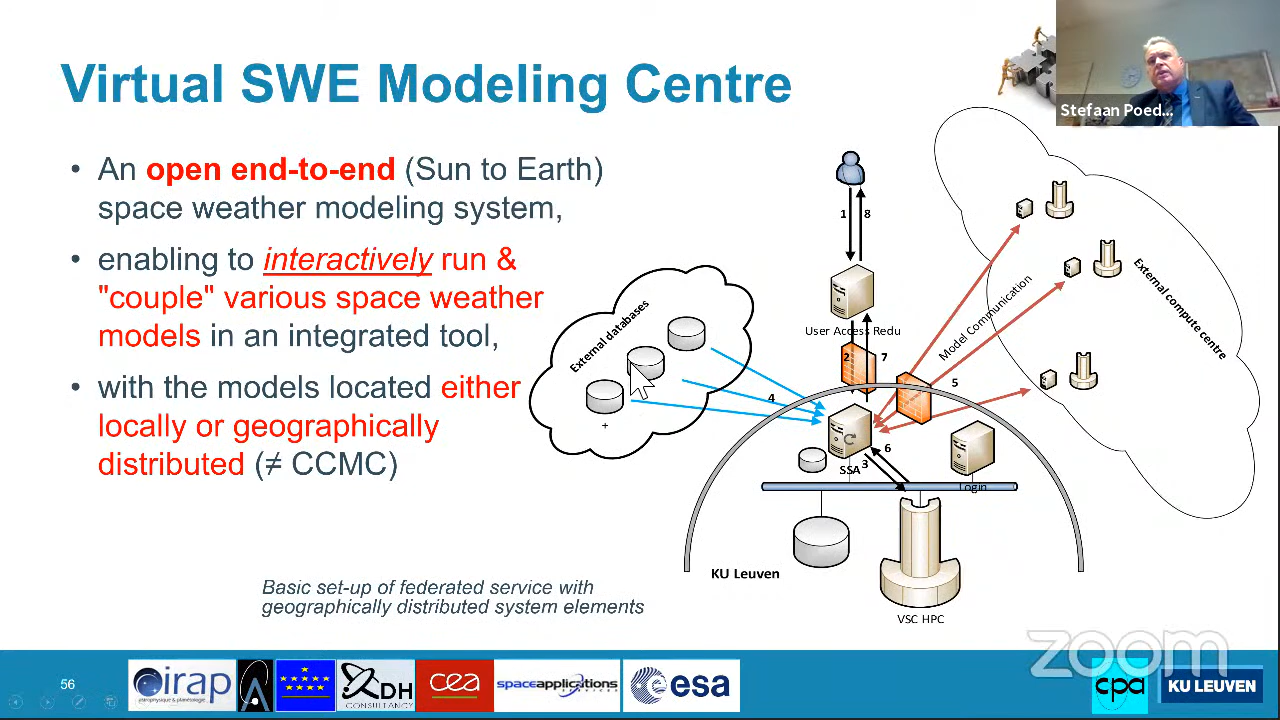 Virtual SWE Modeling Centre
Stefaan Poed...
• An open end-to-end (Sun to Earth)
space weather modeling system,
• enabling to interactively run &
"couple" various space weather
models in an integrated tool,
• with the models located either
locally or geographically
distributed (≠ CCMC)
Basic set-up of federated service with
geographically distributed system elements
External databases
+
4
1
8
User Access Redu
2
7
5
Model Communication
External compute centre
SSA
3
6
Login
KU Leuven
VSC HPC
zoom
56
irap
astrophysique & planétologie
DH
CONSULTANCY
cea
spaceapplications
SERVICES
esa
cpa
KU LEUVEN